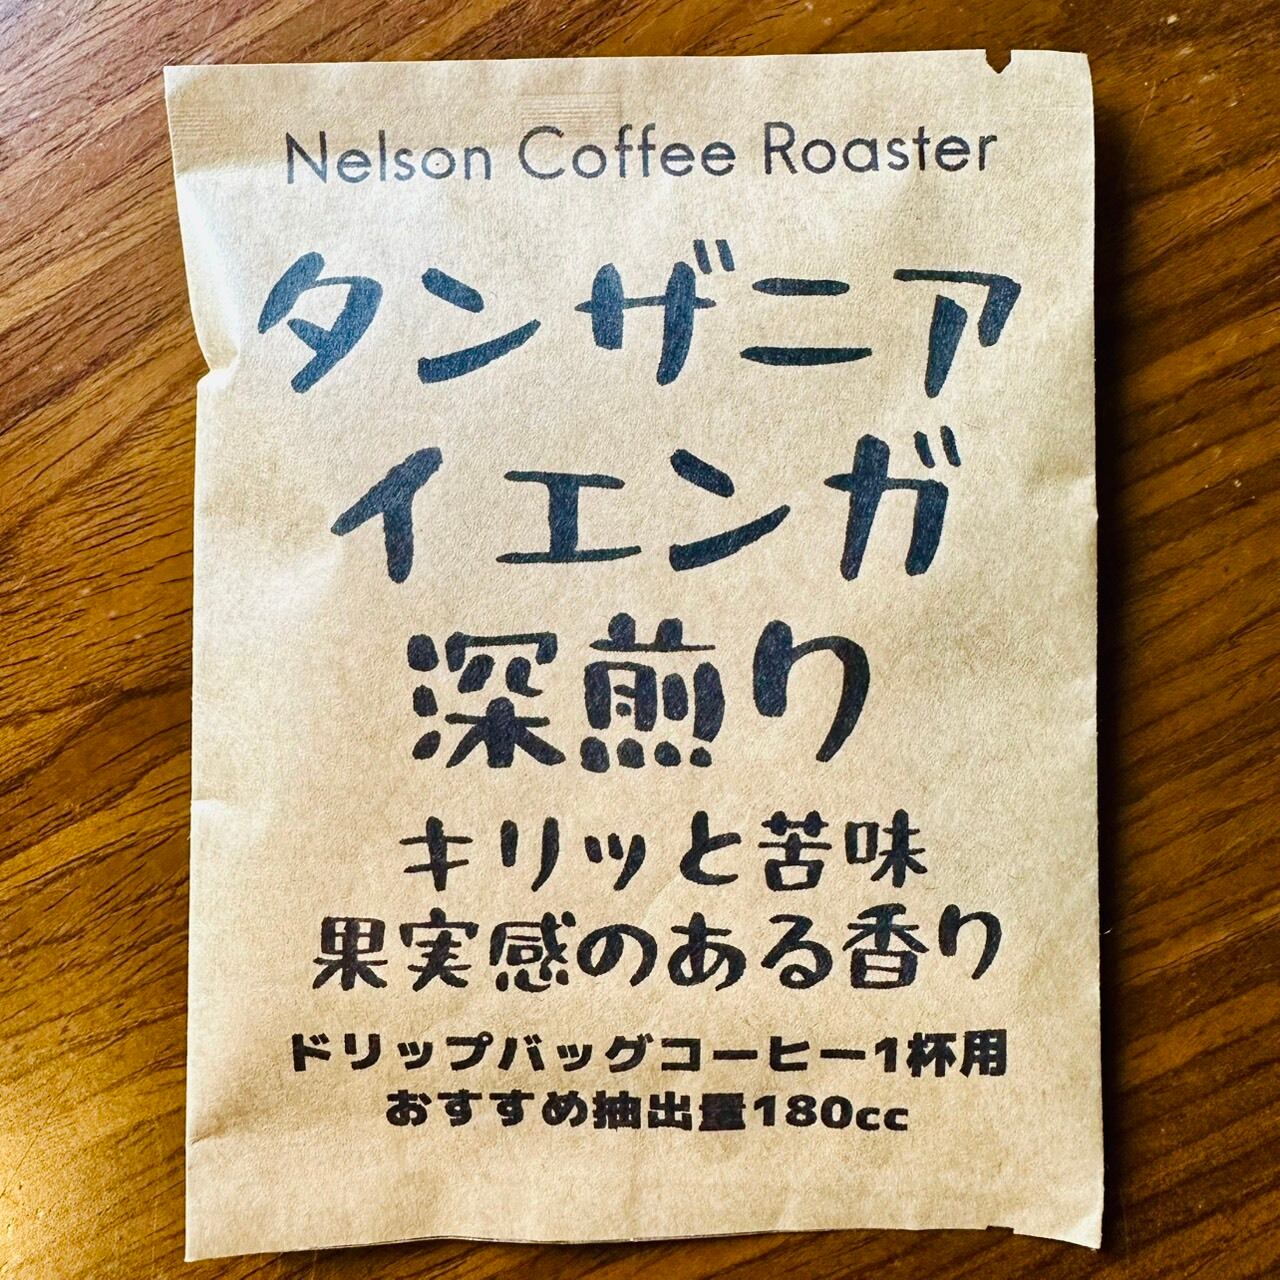 Nelson Coffee Roaster
タンザニア
イエンガ
深煎り
キリッと苦味
果実感のある香り
ドリップバッグコーヒー1杯用
おすすめ抽出量180cc